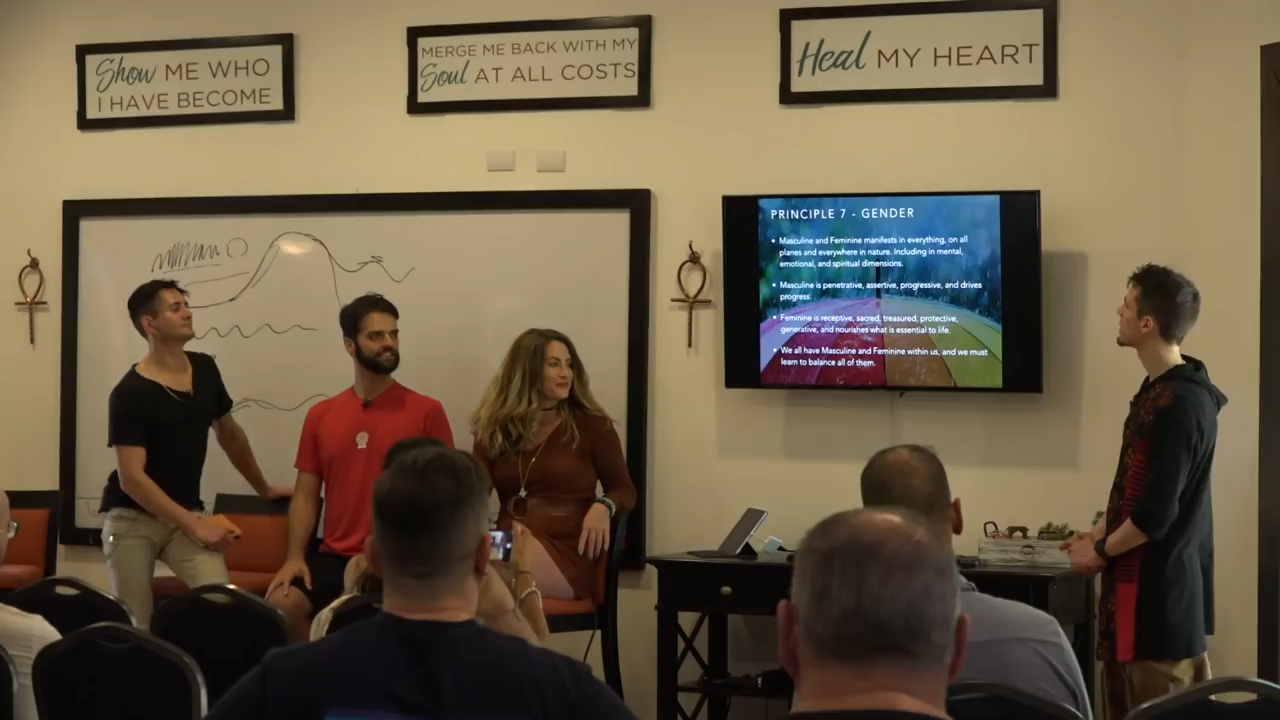 Show ME WHO
I HAVE BECOME
MERGE ME BACK WITH MY
Soul AT ALL COSTS
Heal MY HEART
PRINCIPLE 7 - GENDER
• Masculine and Feminine manifests in everything, on all
planes and everywhere in nature. Including in mental,
emotional, and spiritual dimensions.
• Masculine is penetrative, assertive, progressive, and drives
progress.
• Feminine is receptive, sacred, treasured, protective,
generative, and nourishes what is essential to life.
• We all have Masculine and Feminine within us, and we must
learn to balance all of them.